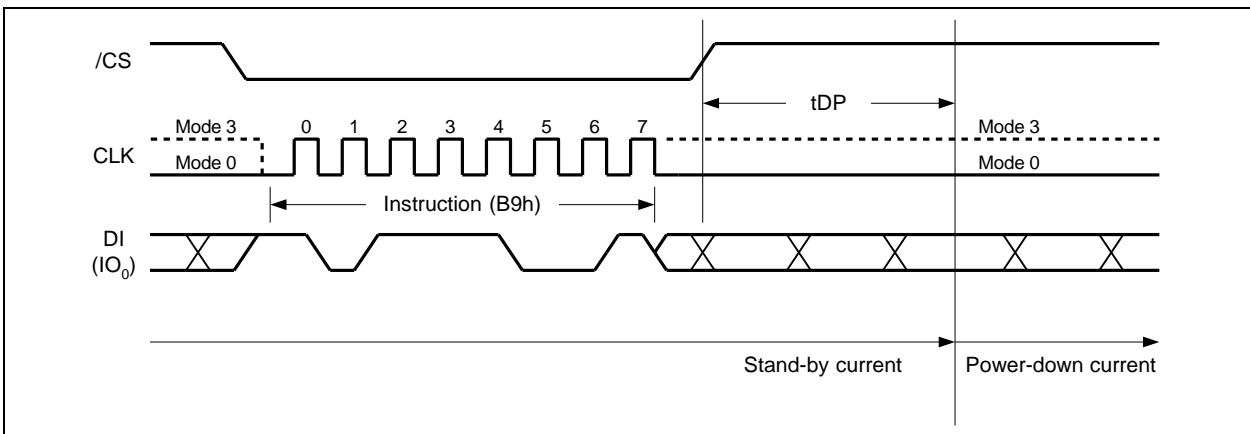 /CS
tDP
Mode 3
0 1 2 3 4 5 6 7
Mode 3
CLK
Mode 0
Mode 0
Instruction (B9h)
DI
(IO₀)
Stand-by current
Power-down current